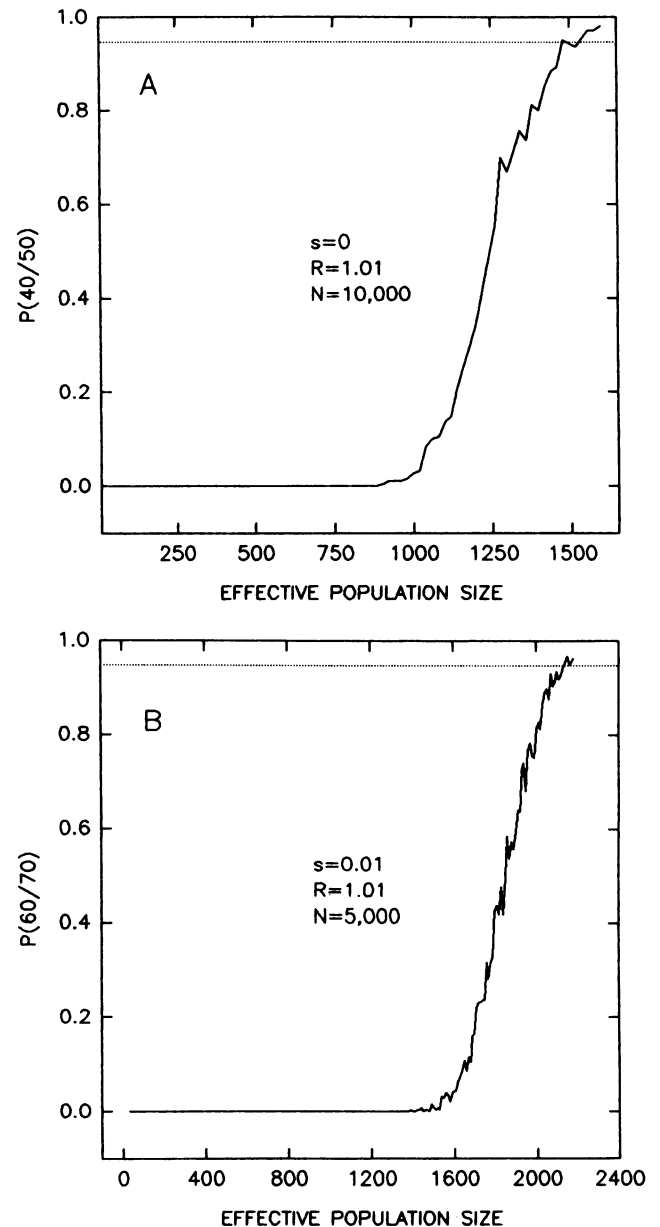 1.0
0.8
0.6
0.4
0.2
0.0
P(40/50)
A
s=0
R=1.01
N=10,000
250 500 750 1000 1250 1500
EFFECTIVE POPULATION SIZE
1.0
0.8
0.6
0.4
0.2
0.0
P(60/70)
B
s=0.01
R=1.01
N=5,000
0 400 800 1200 1600 2000 2400
EFFECTIVE POPULATION SIZE